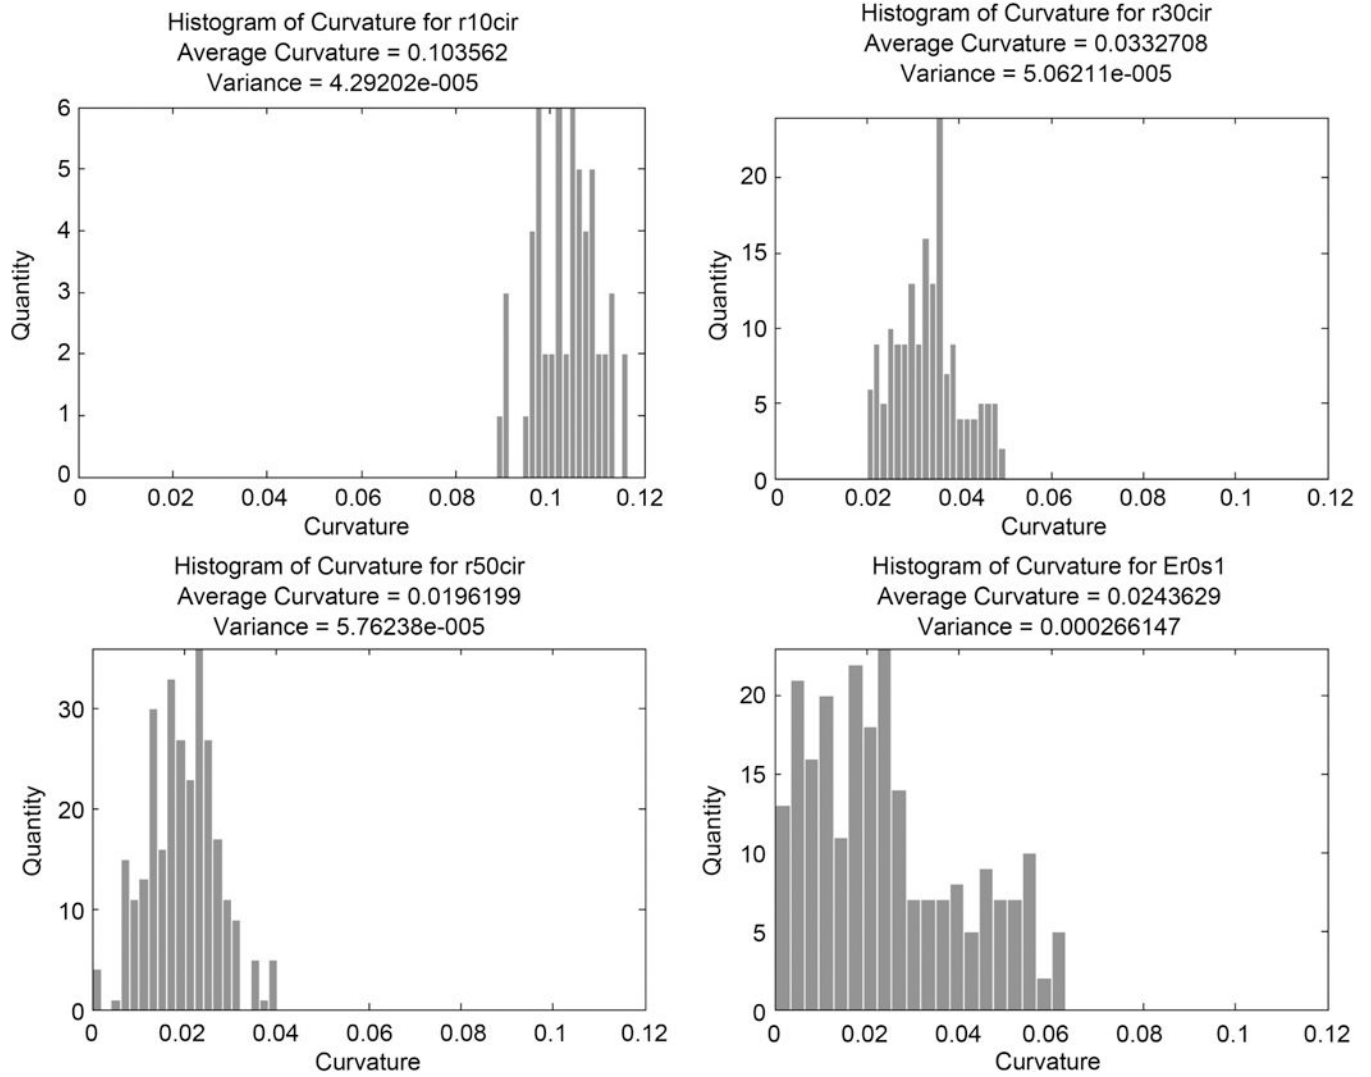 Histogram of Curvature for r10cir
Average Curvature = 0.103562
Variance = 4.29202e-005
6
5
4
3
2
1
0
Quantity
0 0.02 0.04 0.06 0.08 0.1 0.12
Curvature
Histogram of Curvature for r30cir
Average Curvature = 0.0332708
Variance = 5.06211e-005
20
15
10
5
0
Quantity
0 0.02 0.04 0.06 0.08 0.1 0.12
Curvature
Histogram of Curvature for r50cir
Average Curvature = 0.0196199
Variance = 5.76238e-005
30
20
10
0
Quantity
0 0.02 0.04 0.06 0.08 0.1 0.12
Curvature
Histogram of Curvature for Er0s1
Average Curvature = 0.0243629
Variance = 0.000266147
20
15
10
5
0
Quantity
0 0.02 0.04 0.06 0.08 0.1 0.12
Curvature